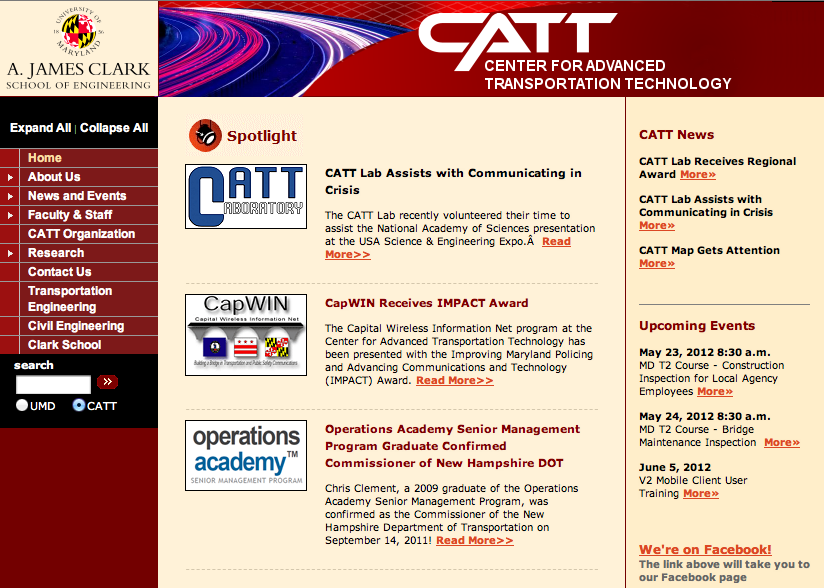 UNIVERSITY OF
MARYLAND
18 56
A. JAMES CLARK
SCHOOL OF ENGINEERING
CATT
CENTER FOR ADVANCED
TRANSPORTATION TECHNOLOGY
Expand All | Collapse All
Home
About Us
News and Events
Faculty & Staff
CATT Organization
Research
Contact Us
Transportation
Engineering
Civil Engineering
Clark School
search
UMD CATT
Spotlight
CATT
LABORATORY
CATT Lab Assists with Communicating in
Crisis
The CATT Lab recently volunteered their time to
assist the National Academy of Sciences presentation
at the USA Science & Engineering Expo.Â  Read
More>>
CapWIN
Capital Wireless Information Net
Building a Bridge in Transportation and Public Safety Communications
CapWIN Receives IMPACT Award
The Capital Wireless Information Net program at the
Center for Advanced Transportation Technology has
been presented with the Improving Maryland Policing
and Advancing Communications and Technology
(IMPACT) Award. Read More>>
operations
academy™
SENIOR MANAGEMENT PROGRAM
Operations Academy Senior Management
Program Graduate Confirmed
Commissioner of New Hampshire DOT
Chris Clement, a 2009 graduate of the Operations
Academy Senior Management Program, was
confirmed as the Commissioner of the New
Hampshire Department of Transportation on
September 14, 2011! Read More>>
CATT News
CATT Lab Receives Regional
Award More»
CATT Lab Assists with
Communicating in Crisis
More»
CATT Map Gets Attention
More»
Upcoming Events
May 23, 2012 8:30 a.m.
MD T2 Course - Construction
Inspection for Local Agency
Employees More»
May 24, 2012 8:30 a.m.
MD T2 Course - Bridge
Maintenance Inspection More»
June 5, 2012
V2 Mobile Client User
Training More»
We're on Facebook!
The link above will take you to
our Facebook page